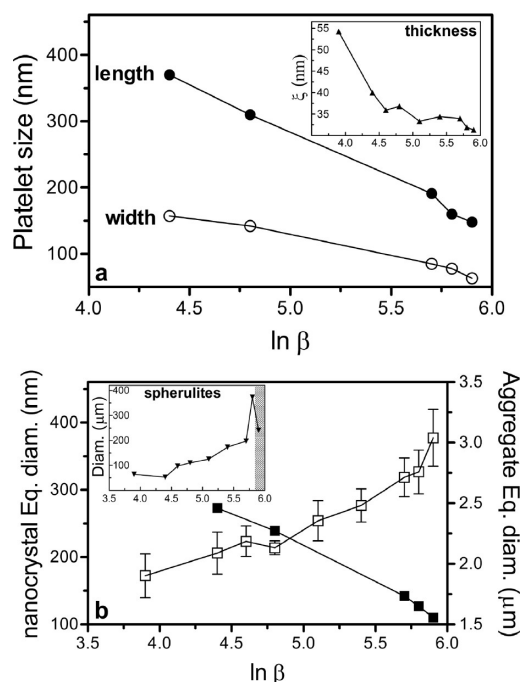 Platelet size (nm)
400
300
200
100
length
width
a
thickness
ξ (nm)
55
50
45
40
35
4.0 4.5 5.0 5.5 6.0
4.0 4.5 5.0 5.5 6.0
ln β
nanocrystal Eq. diam. (nm)
400
300
200
100
b
spherulites
Diam. (μm)
400
300
200
100
3.5 4.0 4.5 5.0 5.5 6.0
3.5
3.0
2.5
2.0
1.5
Aggregate Eq. diam. (μm)
3.5 4.0 4.5 5.0 5.5 6.0
ln β